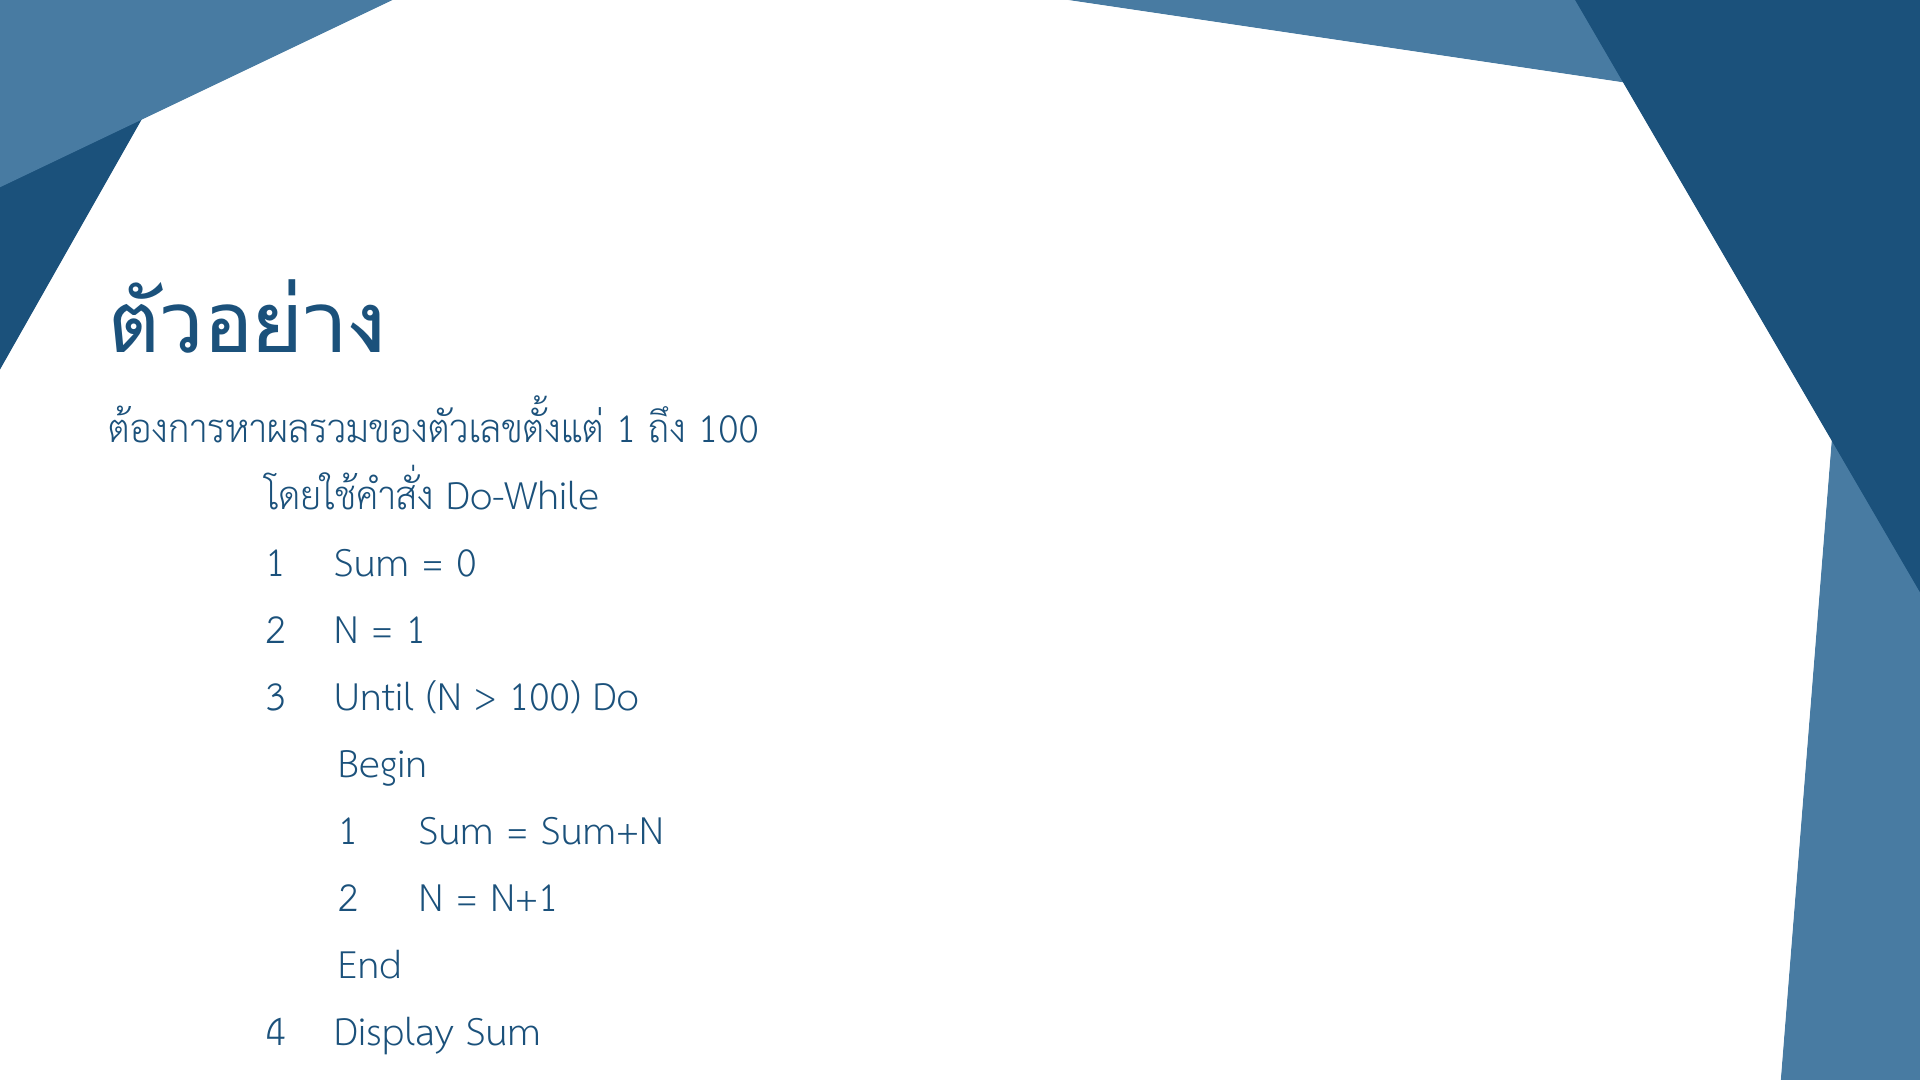 ตัวอย่าง
ต้องการหาผลรวมของตัวเลขตั้งแต่ 1 ถึง 100
โดยใช้คำสั่ง Do-While
1 Sum = 0
2 N = 1
3 Until (N > 100) Do
Begin
1 Sum = Sum+N
2 N = N+1
End
4 Display Sum